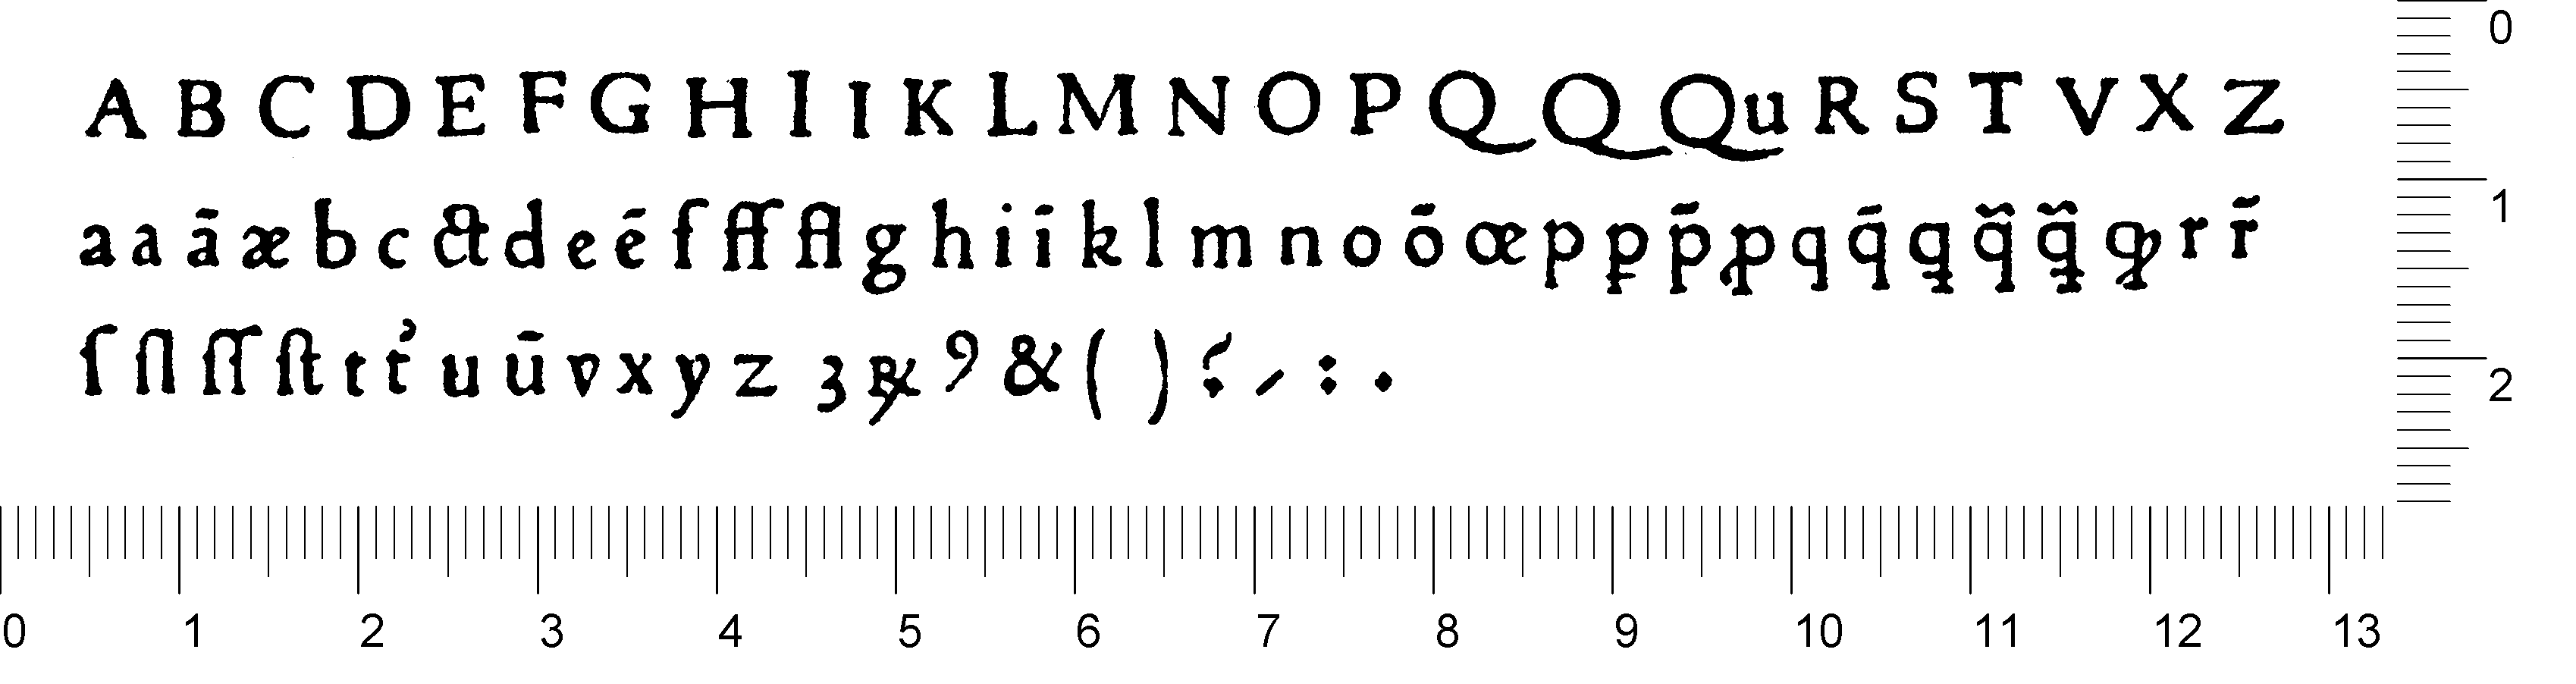 A B C D E F G H I I K L M N O P Q Q Qu R S T V X Z
a a ā æ b c ct d e ē f ff fl g h i ī k l m n o ō œ p ꝑ p̄ ꝓ q q̄ ꝗ q̃ ꝗ̃ ꝙ r r̄
ſ ſl ſſ ſt t t̉ u ū v x y z ʒ ꝶ ꝯ & ( ) ? / : .
0 1 2 3 4 5 6 7 8 9 10 11 12 13
0
1
2